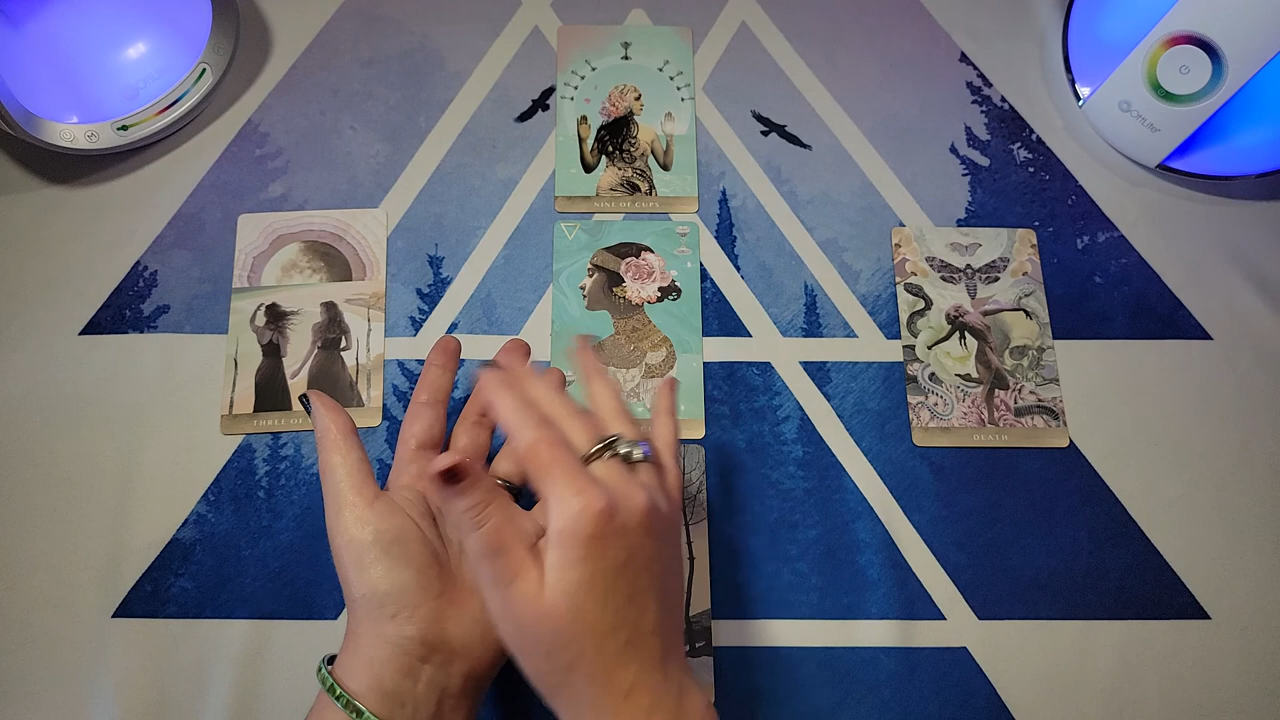 NINE OF CUPS
THREE OF
DEATH
OttLite
M